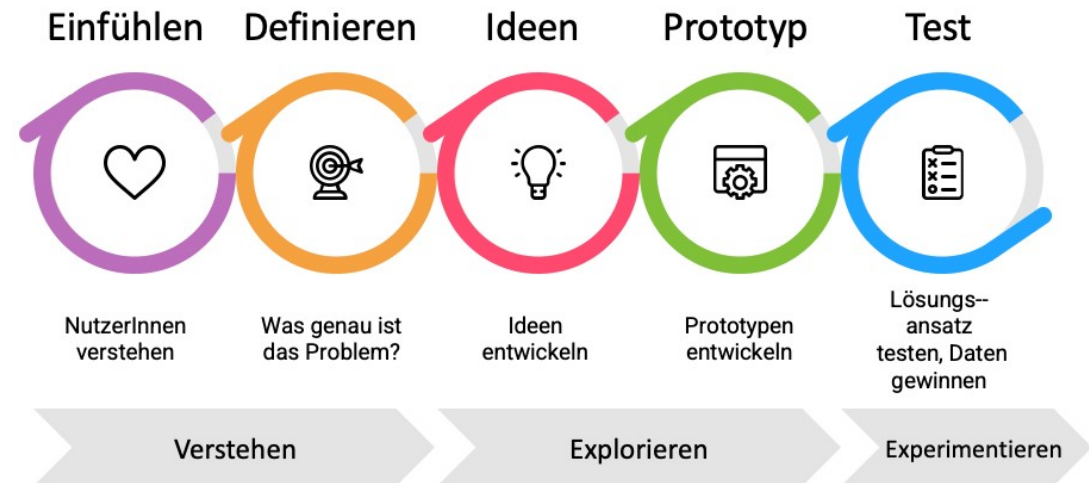 Einfühlen
Definieren
Ideen
Prototyp
Test
NutzerInnen
verstehen
Was genau ist
das Problem?
Ideen
entwickeln
Prototypen
entwickeln
Lösungs--
ansatz
testen, Daten
gewinnen
Verstehen
Explorieren
Experimentieren